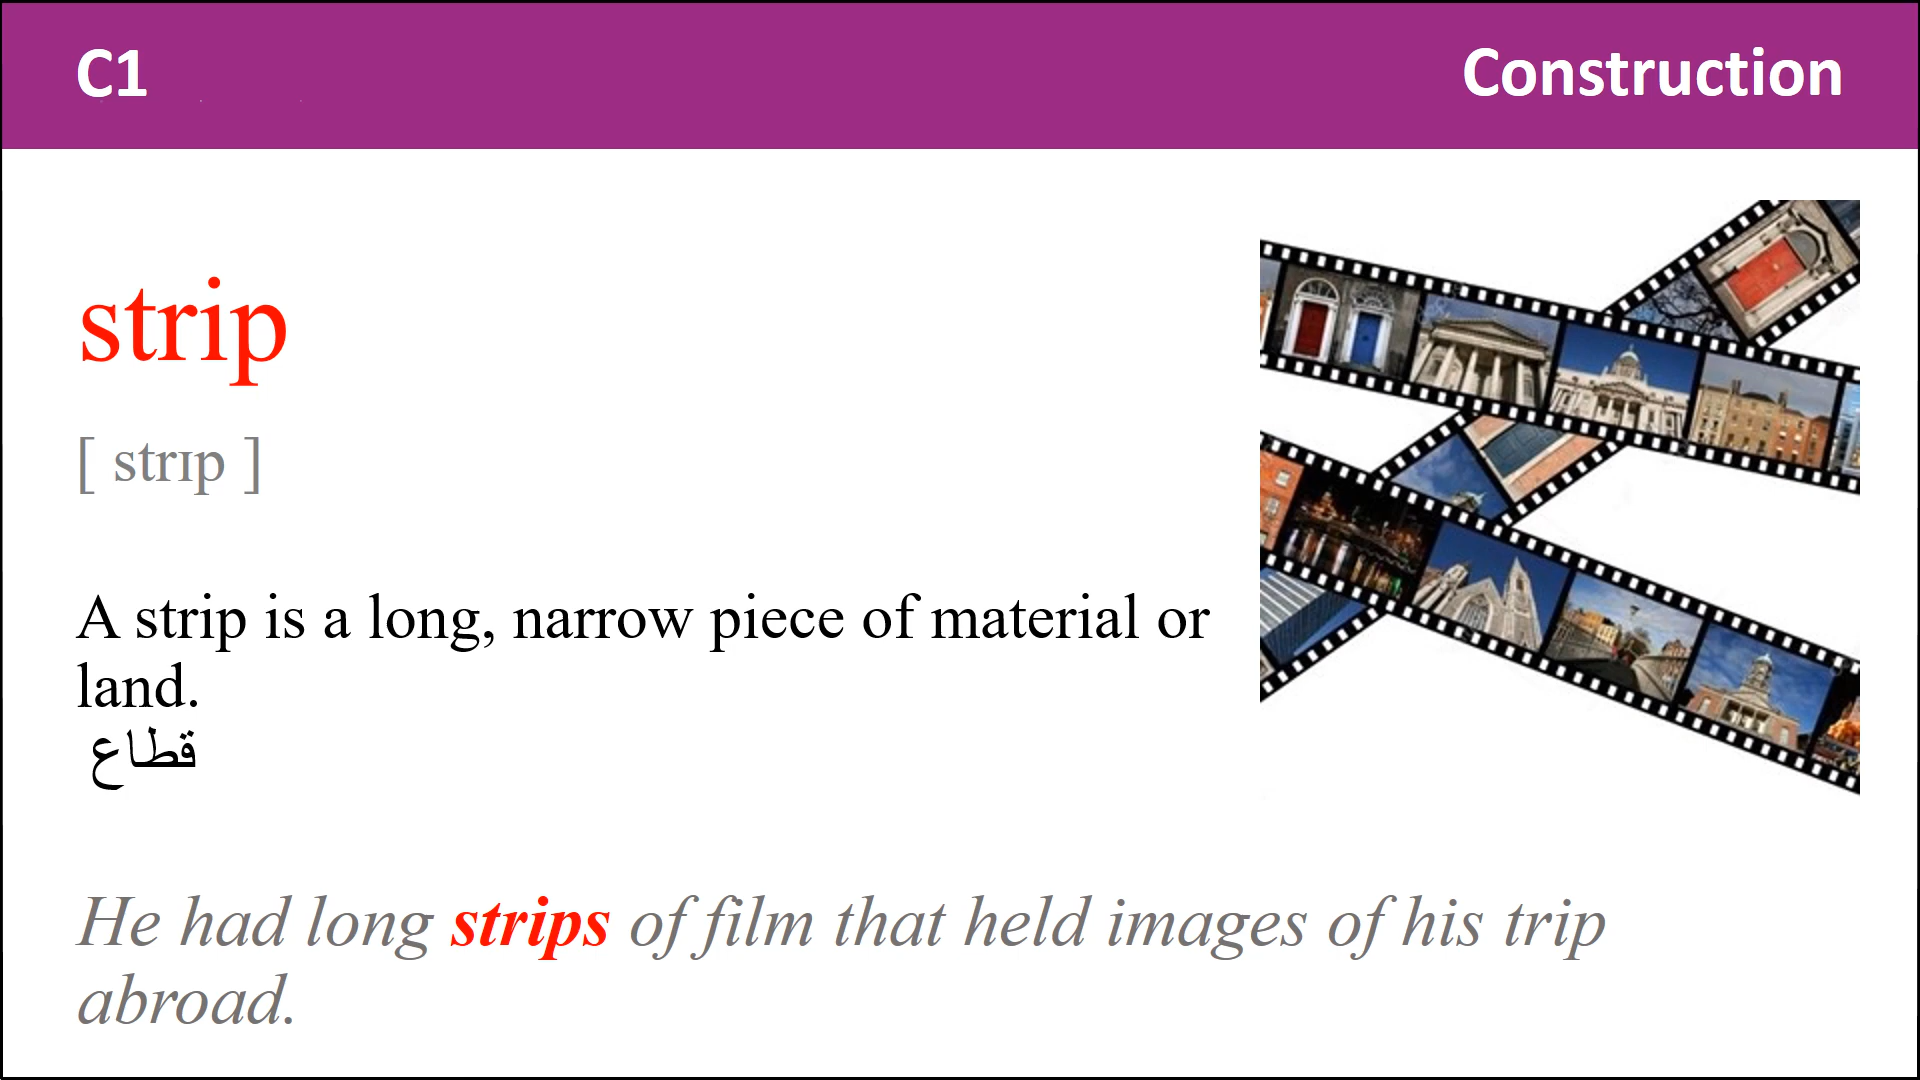 C1
Construction
strip
[ strɪp ]
A strip is a long, narrow piece of material or
land.
قطاع
He had long strips of film that held images of his trip
abroad.